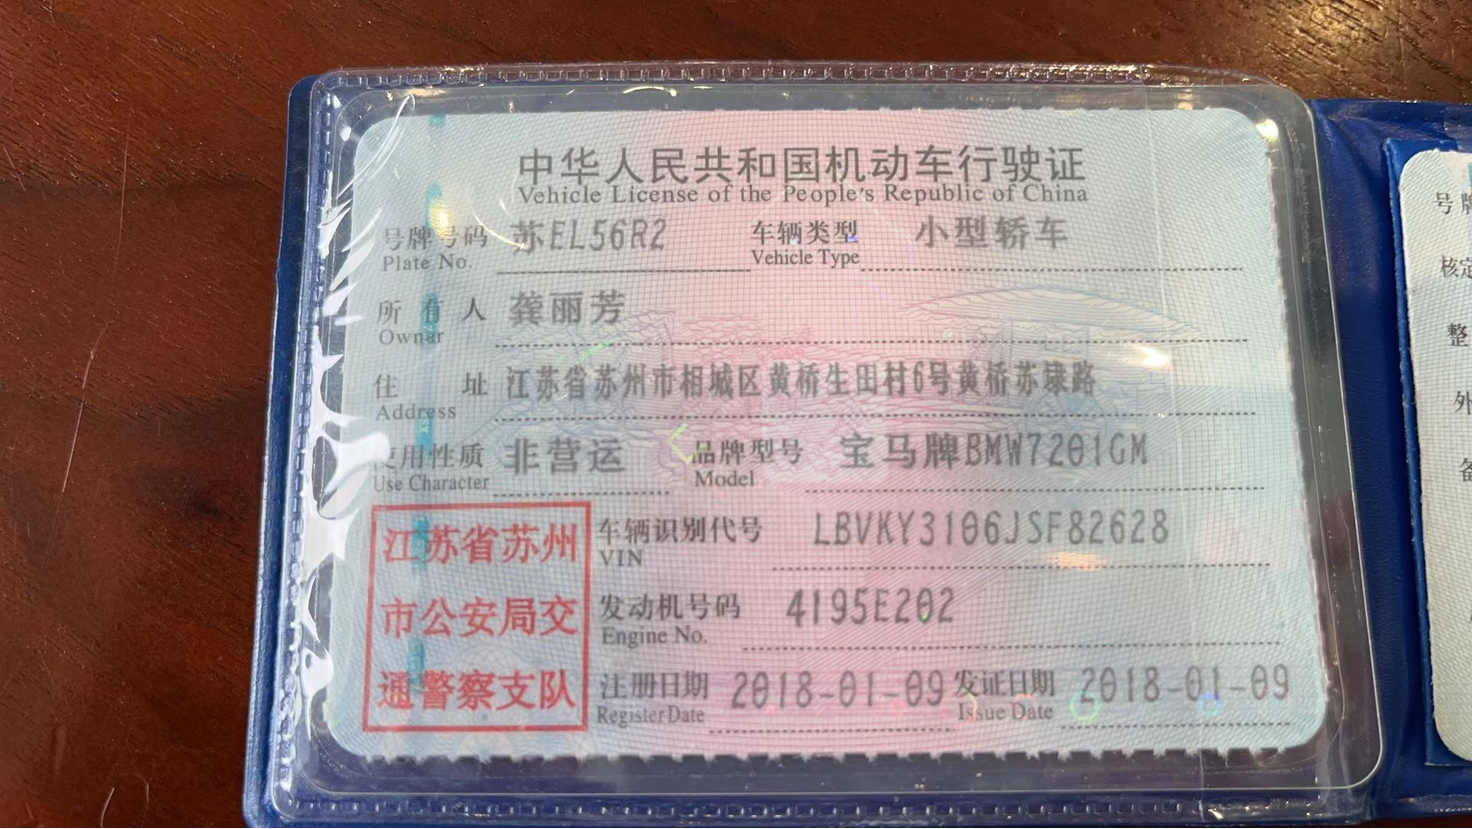 中华人民共和国机动车行驶证
Vehicle License of the People's Republic of China
号牌号码 苏EL56R2 车辆类型 小型轿车
Plate No. Vehicle Type
所有人 龚丽芳
Owner
住址 江苏省苏州市相城区黄桥生田村6号黄桥苏埭路
Address
使用性质 非营运 品牌型号 宝马牌BMW7201GM
Use Character Model
江苏省苏州
市公安局交
通警察支队
车辆识别代号 LBVKY3106JSF82628
VIN
发动机号码 4195E202
Engine No.
注册日期 2018-01-09 发证日期 2018-01-09
Register Date Issue Date
号牌
核定
整
外